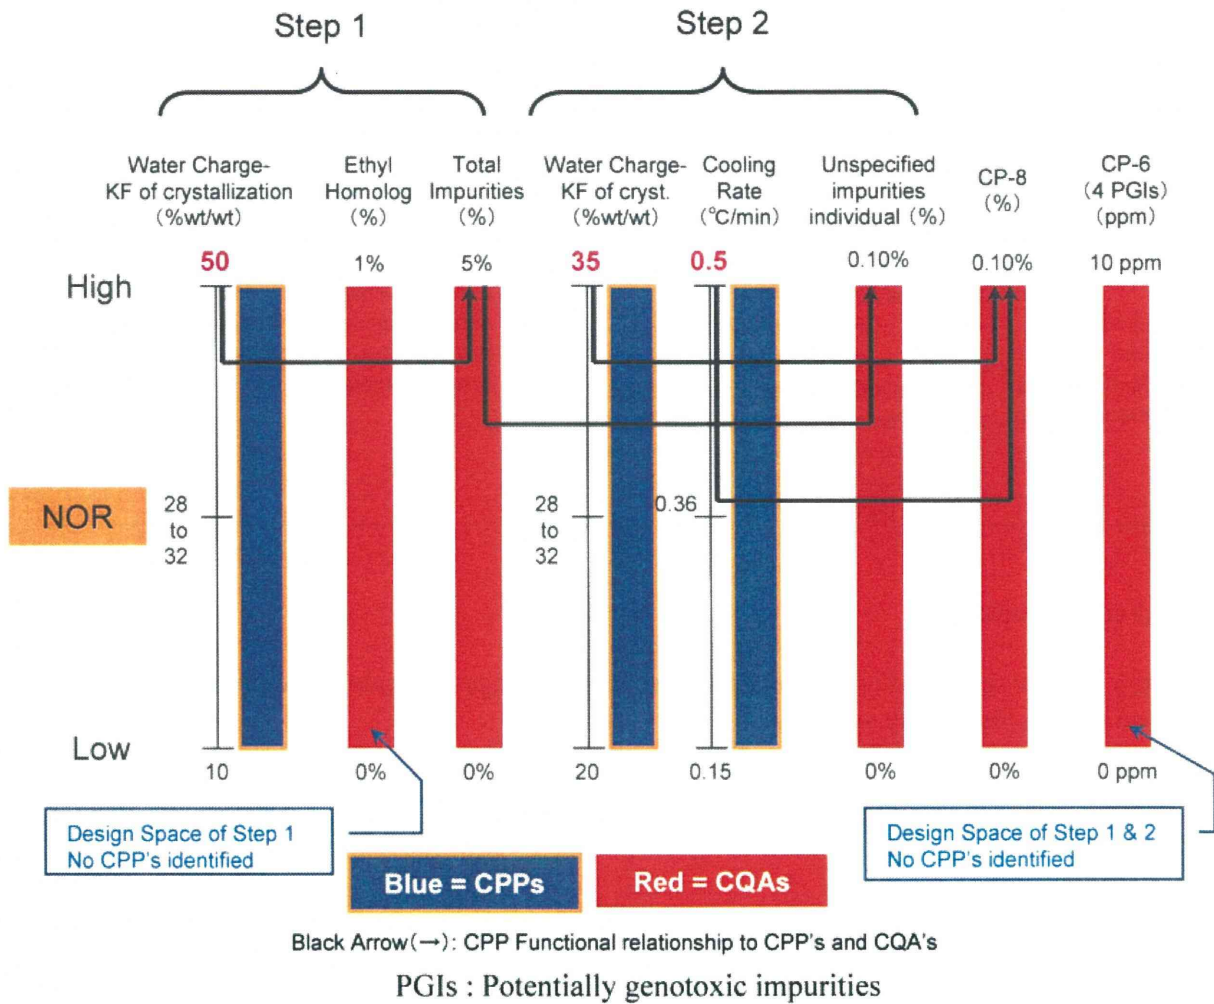 Step 1
Step 2
Water Charge-
KF of crystallization
(%wt/wt)
Ethyl
Homolog
(%)
Total
Impurities
(%)
Water Charge-
KF of cryst.
(%wt/wt)
Cooling
Rate
(°C/min)
Unspecified
impurities
individual (%)
CP-8
(%)
CP-6
(4 PGIs)
(ppm)
50
1%
5%
35
0.5
0.10%
0.10%
10 ppm
High
NOR
28
to
32
28
to
32
0.36
Low
10
0%
0%
20
0.15
0%
0%
0 ppm
Design Space of Step 1
No CPP's identified
Design Space of Step 1 & 2
No CPP's identified
Blue = CPPs
Red = CQAs
Black Arrow(→): CPP Functional relationship to CPP's and CQA's
PGIs : Potentially genotoxic impurities